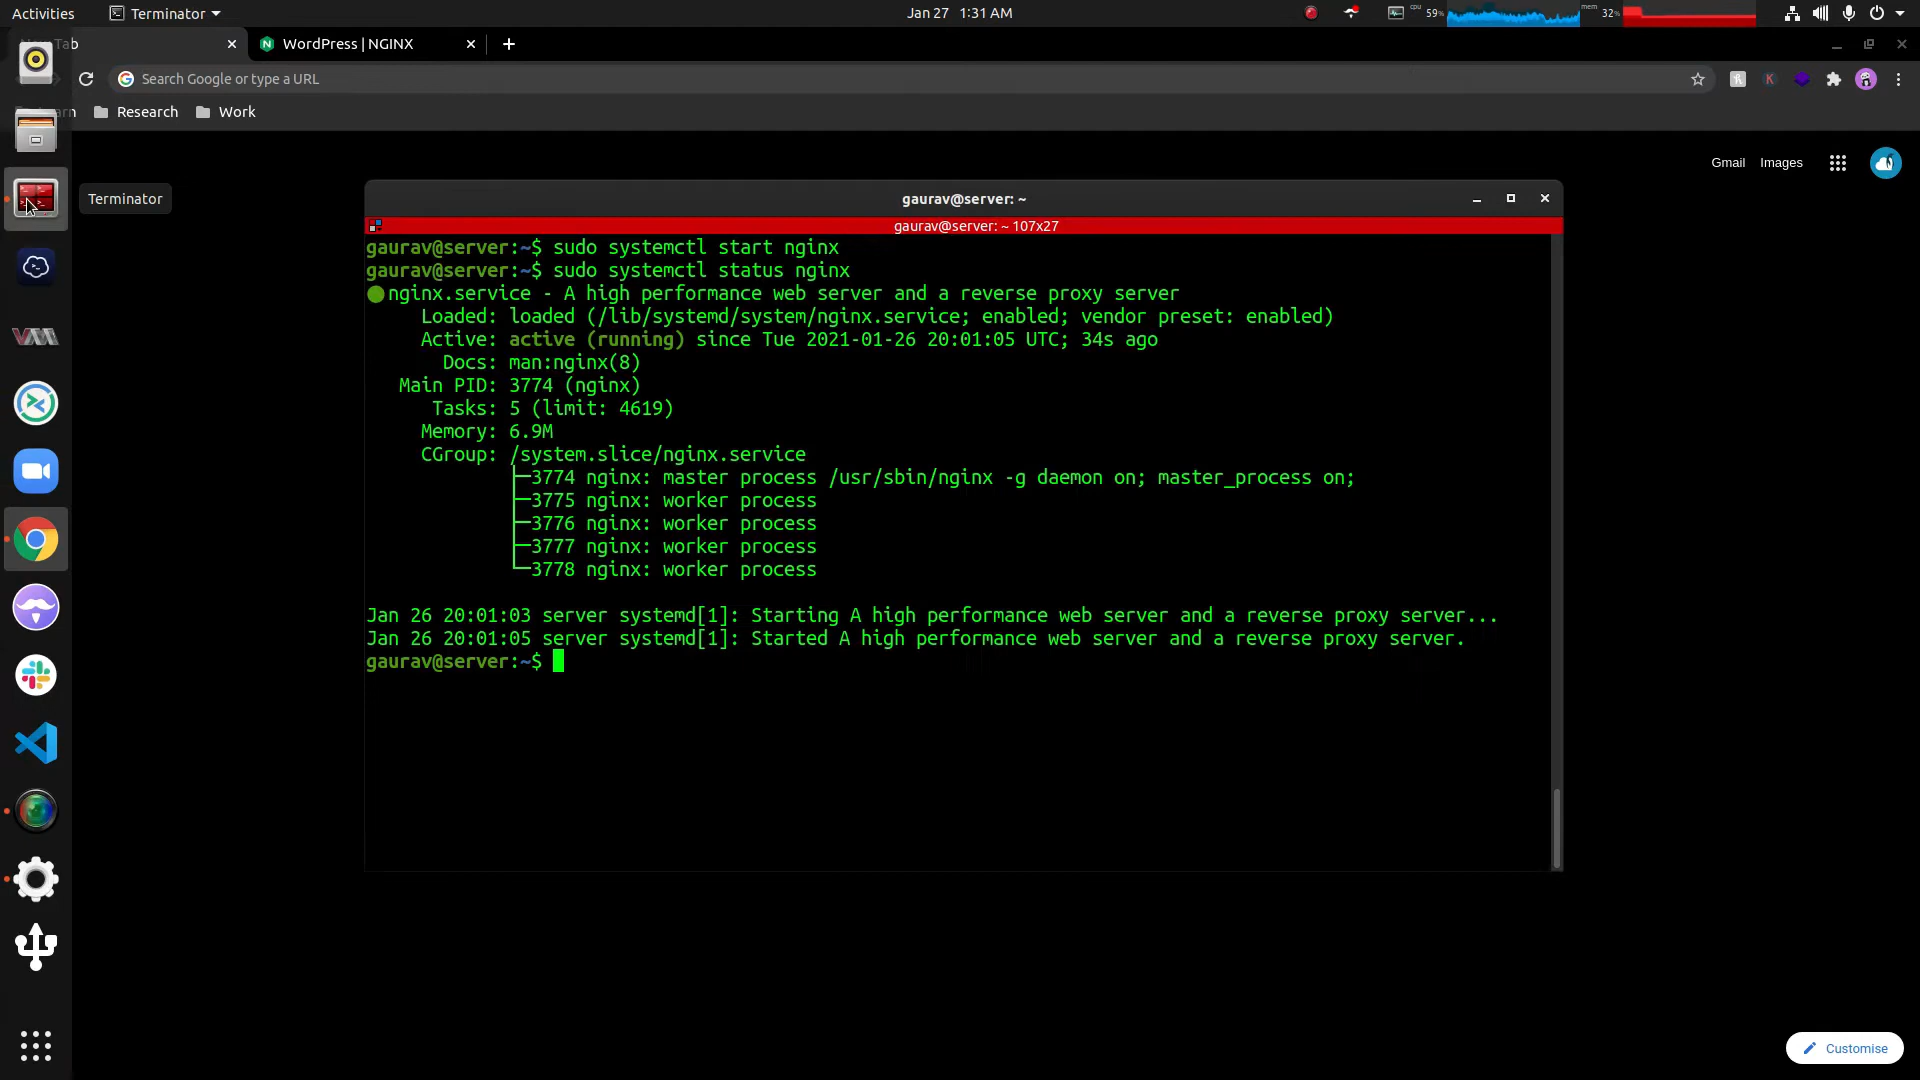 Activities
Terminator
Jan 27 1:31 AM
cpu 59%
mem 32%
Tab
WordPress | NGINX
Search Google or type a URL
Research
Work
Gmail
Images
Terminator
gaurav@server: ~
gaurav@server: ~ 107x27
gaurav@server:~$ sudo systemctl start nginx
gaurav@server:~$ sudo systemctl status nginx
nginx.service - A high performance web server and a reverse proxy server
Loaded: loaded (/lib/systemd/system/nginx.service; enabled; vendor preset: enabled)
Active: active (running) since Tue 2021-01-26 20:01:05 UTC; 34s ago
Docs: man:nginx(8)
Main PID: 3774 (nginx)
Tasks: 5 (limit: 4619)
Memory: 6.9M
CGroup: /system.slice/nginx.service
├─3774 nginx: master process /usr/sbin/nginx -g daemon on; master_process on;
├─3775 nginx: worker process
├─3776 nginx: worker process
├─3777 nginx: worker process
└─3778 nginx: worker process
Jan 26 20:01:03 server systemd[1]: Starting A high performance web server and a reverse proxy server...
Jan 26 20:01:05 server systemd[1]: Started A high performance web server and a reverse proxy server.
gaurav@server:~$
Customise